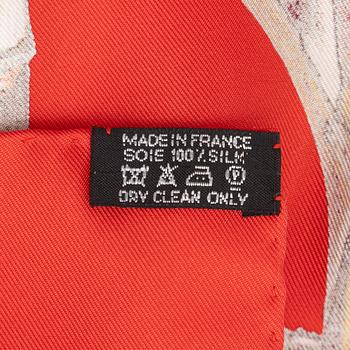 MADE IN FRANCE
SOIE 100% SILK
P
DRY CLEAN ONLY